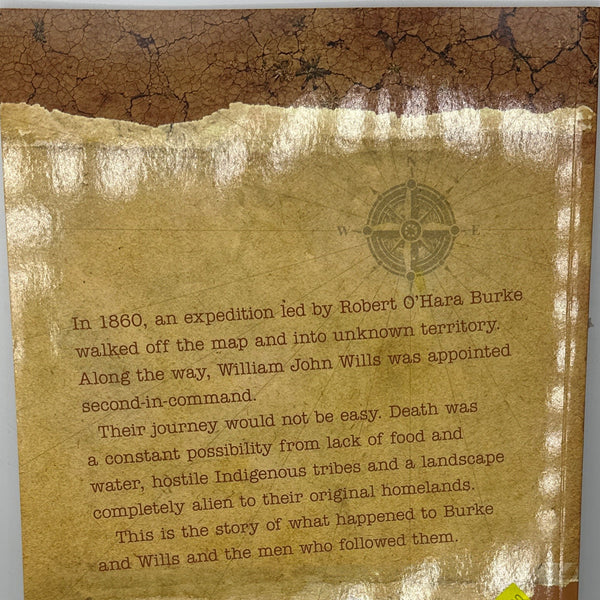 N
W
E
In 1860, an expedition led by Robert O'Hara Burke
walked off the map and into unknown territory.
Along the way, William John Wills was appointed
second-in-command.
Their journey would not be easy. Death was
a constant possibility from lack of food and
water, hostile Indigenous tribes and a landscape
completely alien to their original homelands.
This is the story of what happened to Burke
and Wills and the men who followed them.